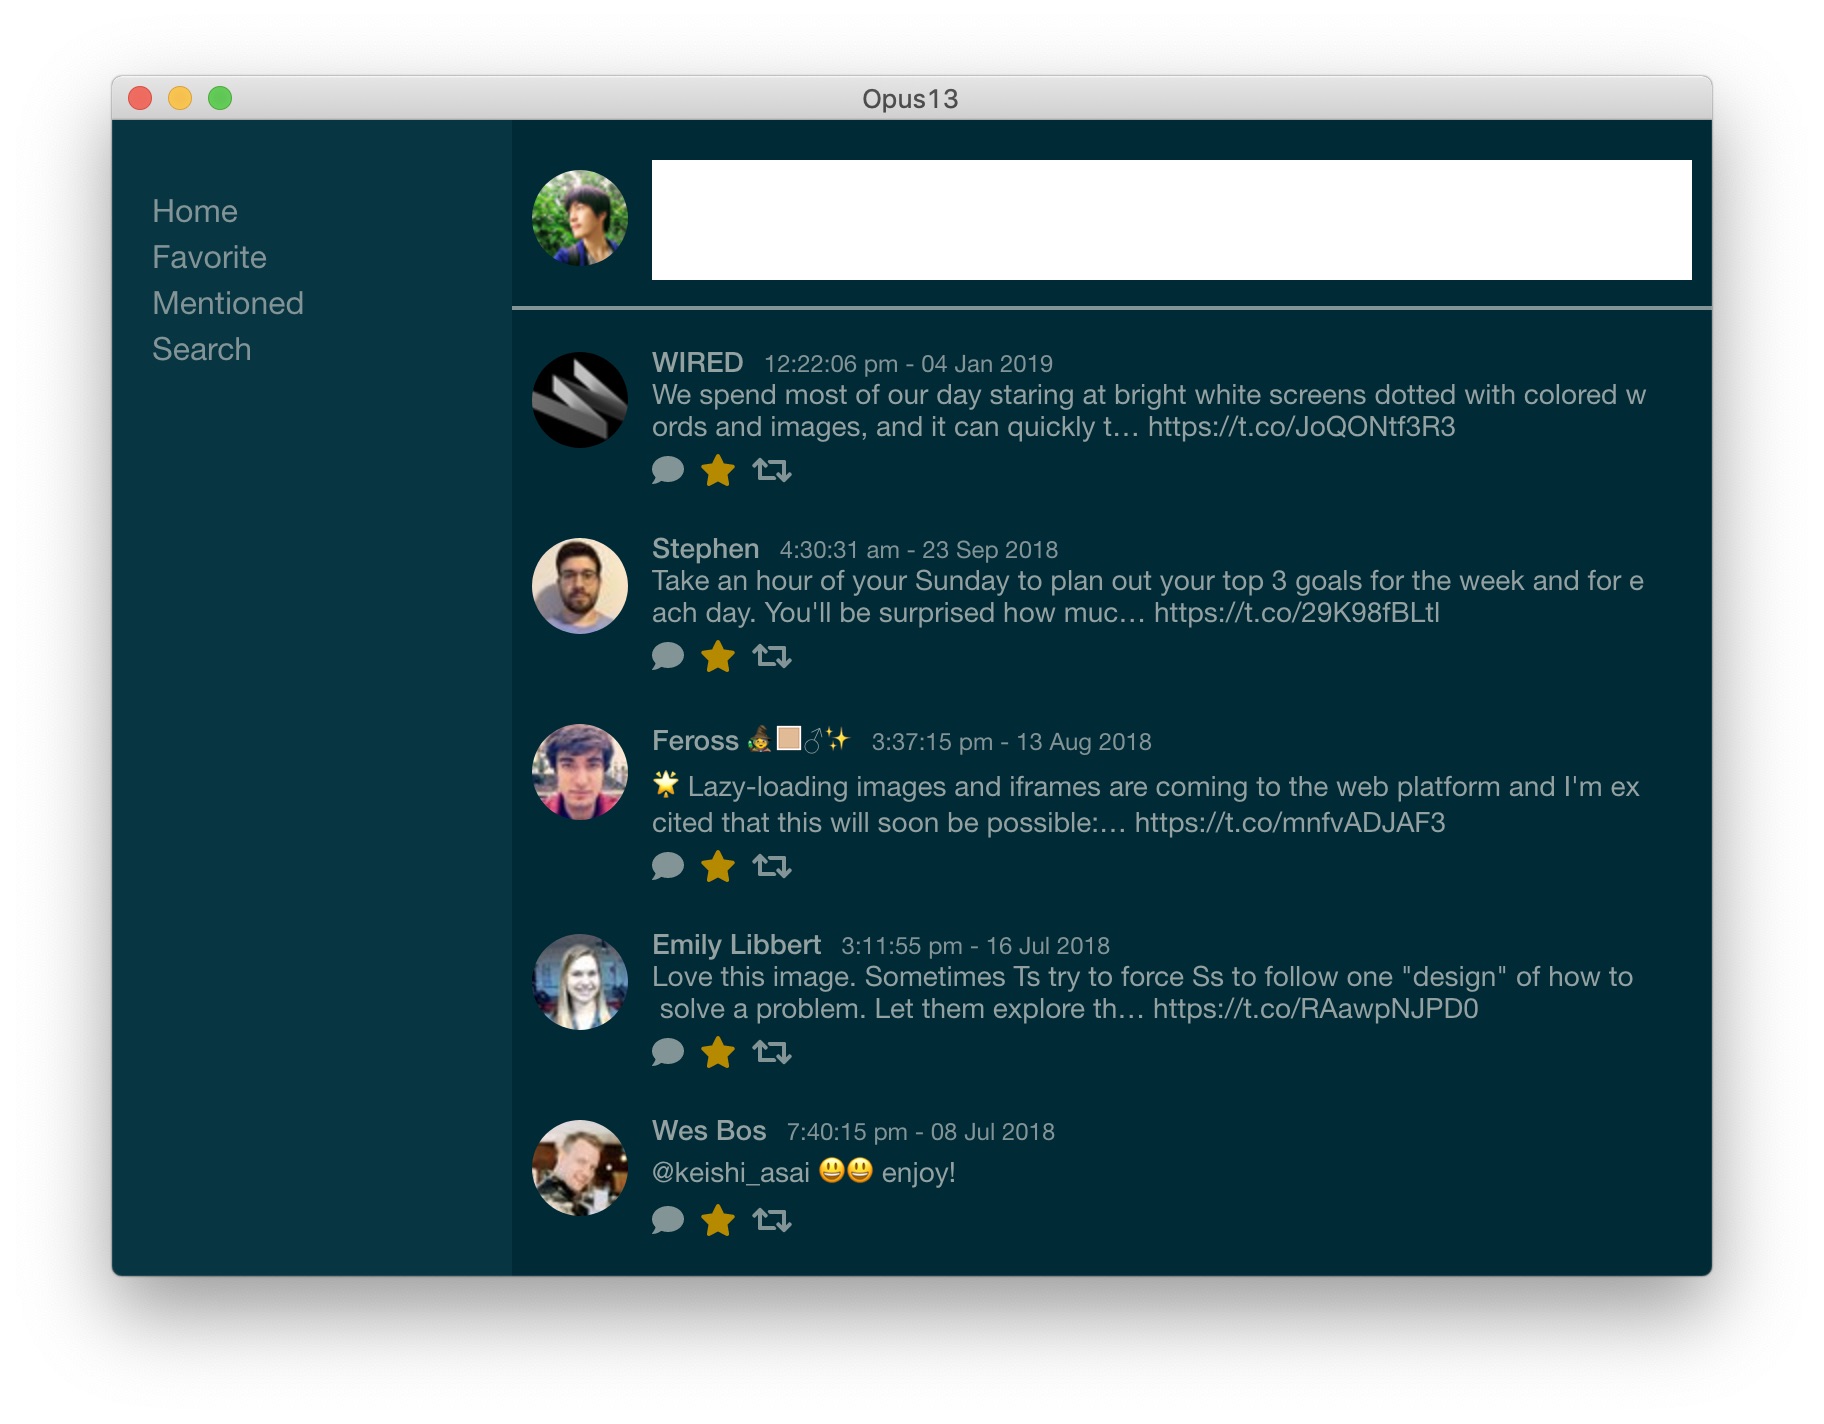 Opus13
Home
Favorite
Mentioned
Search
WIRED 12:22:06 pm - 04 Jan 2019
We spend most of our day staring at bright white screens dotted with colored w
ords and images, and it can quickly t… https://t.co/JoQONtf3R3
Stephen 4:30:31 am - 23 Sep 2018
Take an hour of your Sunday to plan out your top 3 goals for the week and for e
ach day. You'll be surprised how muc… https://t.co/29K98fBLtl
Feross 🧙🏼♂✨ 3:37:15 pm - 13 Aug 2018
🌟 Lazy-loading images and iframes are coming to the web platform and I'm ex
cited that this will soon be possible:… https://t.co/mnfvADJAF3
Emily Libbert 3:11:55 pm - 16 Jul 2018
Love this image. Sometimes Ts try to force Ss to follow one "design" of how to
solve a problem. Let them explore th… https://t.co/RAawpNJPD0
Wes Bos 7:40:15 pm - 08 Jul 2018
@keishi_asai 😃😃 enjoy!